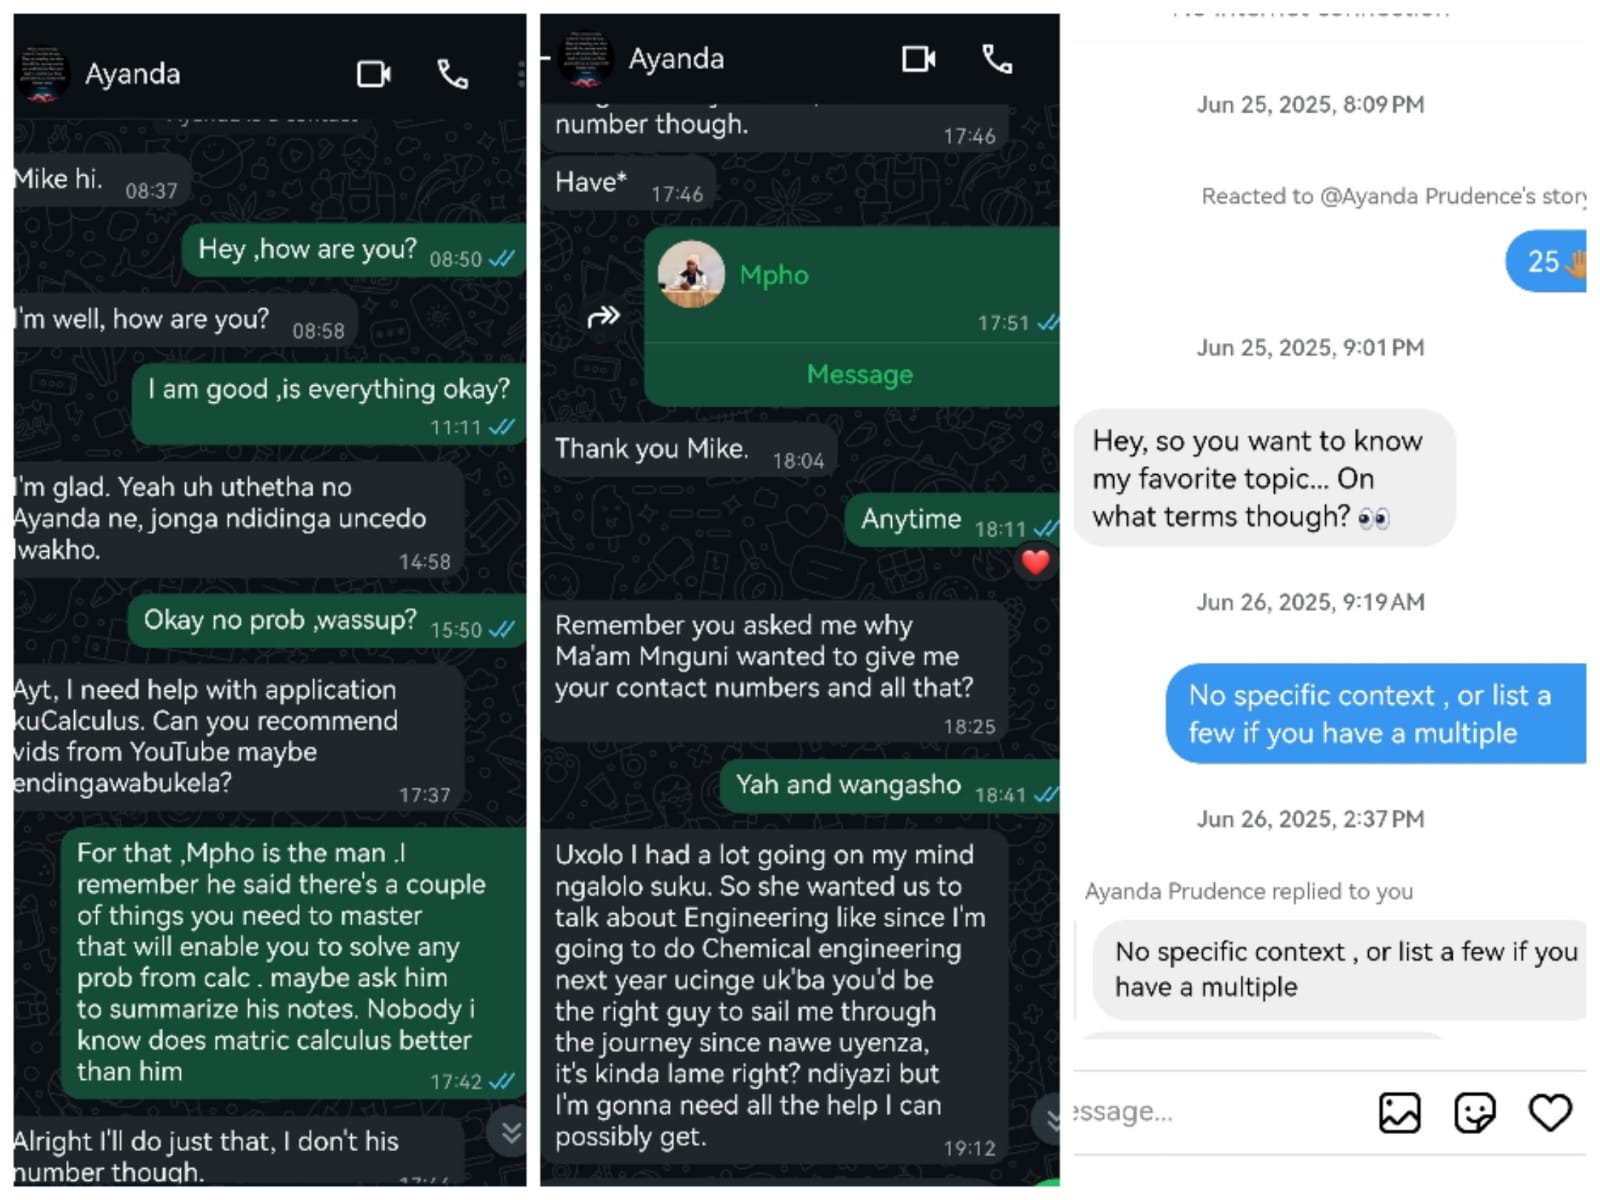 Ayanda
Mike hi. 08:37
Hey ,how are you? 08:50
I'm well, how are you? 08:58
I am good ,is everything okay?
11:11
I'm glad. Yeah uh uthetha no
Ayanda ne, jonga ndidinga uncedo
lwakho. 14:58
Okay no prob ,wassup? 15:50
Ayt, I need help with application
kuCalculus. Can you recommend
vids from YouTube maybe
endingawabukela? 17:37
For that ,Mpho is the man .I
remember he said there's a couple
of things you need to master
that will enable you to solve any
prob from calc . maybe ask him
to summarize his notes. Nobody i
know does matric calculus better
than him 17:42
Alright I'll do just that, I don't his
number though.
Ayanda
number though. 17:46
Have* 17:46
Mpho
17:51
Message
Thank you Mike. 18:04
Anytime 18:11
Remember you asked me why
Ma'am Mnguni wanted to give me
your contact numbers and all that?
18:25
Yah and wangasho 18:41
Uxolo I had a lot going on my mind
ngalolo suku. So she wanted us to
talk about Engineering like since I'm
going to do Chemical engineering
next year ucinge uk'ba you'd be
the right guy to sail me through
the journey since nawe uyenza,
it's kinda lame right? ndiyazi but
I'm gonna need all the help I can
possibly get. 19:12
Jun 25, 2025, 8:09 PM
Reacted to @Ayanda Prudence's story
25
Jun 25, 2025, 9:01 PM
Hey, so you want to know
my favorite topic... On
what terms though? 👀
Jun 26, 2025, 9:19 AM
No specific context , or list a
few if you have a multiple
Jun 26, 2025, 2:37 PM
Ayanda Prudence replied to you
No specific context , or list a few if you
have a multiple
essage...